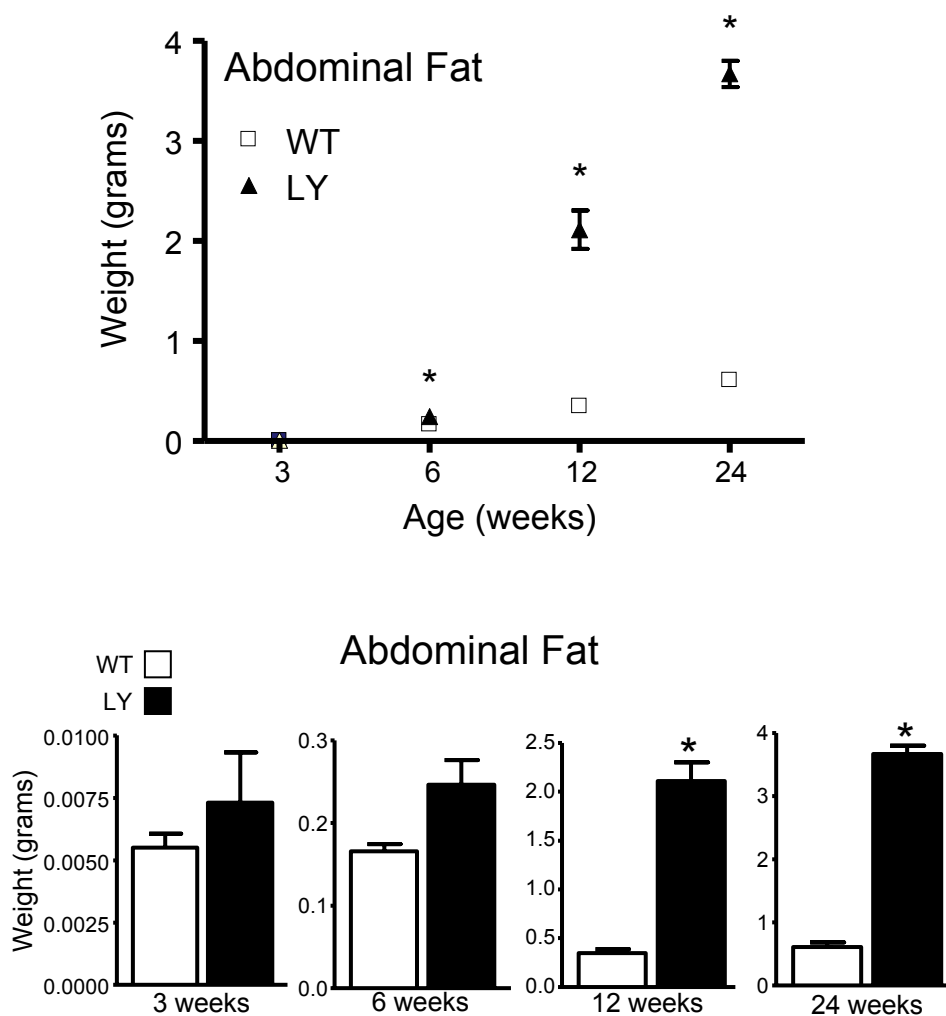 Abdominal Fat
WT
LY
*
*
*
4
3
2
1
0
Weight (grams)
3 6 12 24
Age (weeks)
Abdominal Fat
WT
LY
Weight (grams)
0.0100
0.0075
0.0050
0.0025
0.0000
3 weeks
0.3
0.2
0.1
0.0
6 weeks
*
2.5
2.0
1.5
1.0
0.5
0.0
12 weeks
*
4
3
2
1
0
24 weeks